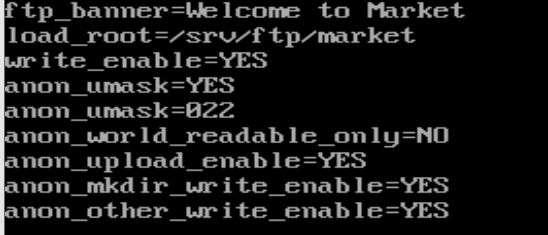 ftp_banner=Welcome to Market
load_root=/srv/ftp/market
write_enable=YES
anon_umask=YES
anon_umask=022
anon_world_readable_only=NO
anon_upload_enable=YES
anon_mkdir_write_enable=YES
anon_other_write_enable=YES